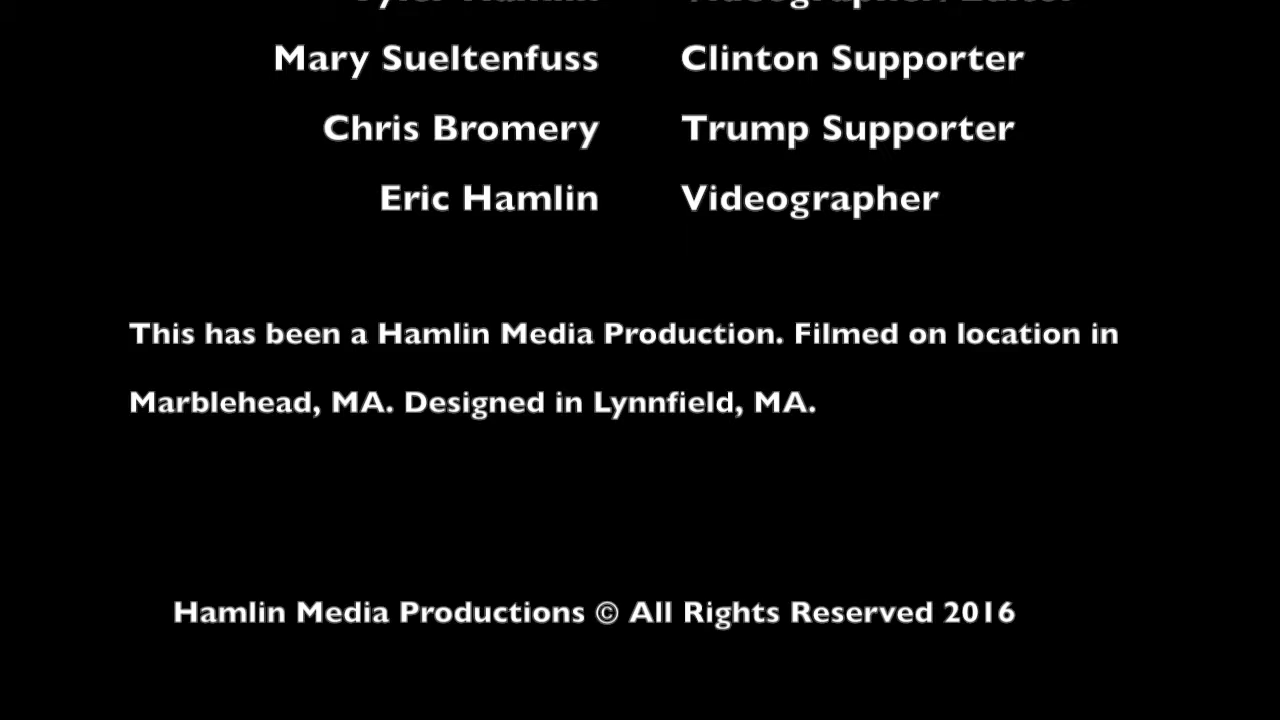 Mary Sueltenfuss Clinton Supporter
Chris Bromery Trump Supporter
Eric Hamlin Videographer
This has been a Hamlin Media Production. Filmed on location in
Marblehead, MA. Designed in Lynnfield, MA.
Hamlin Media Productions © All Rights Reserved 2016